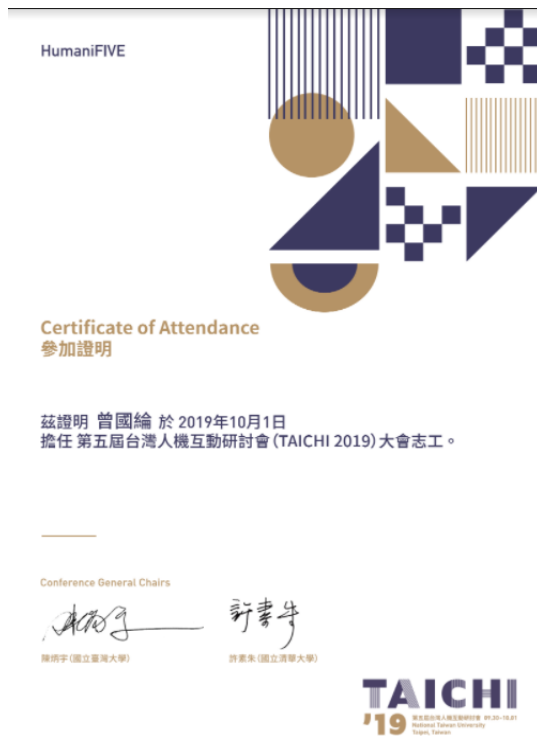 HumaniFIVE
Certificate of Attendance
參加證明
茲證明 曾國綸 於 2019年10月1日
擔任 第五屆台灣人機互動研討會(TAICHI 2019)大會志工。
Conference General Chairs
陳炳宇(國立臺灣大學)
許素朱(國立清華大學)
TAICHI
'19
第五屆台灣人機互動研討會 09.30-10.01
National Taiwan University
Taipei, Taiwan